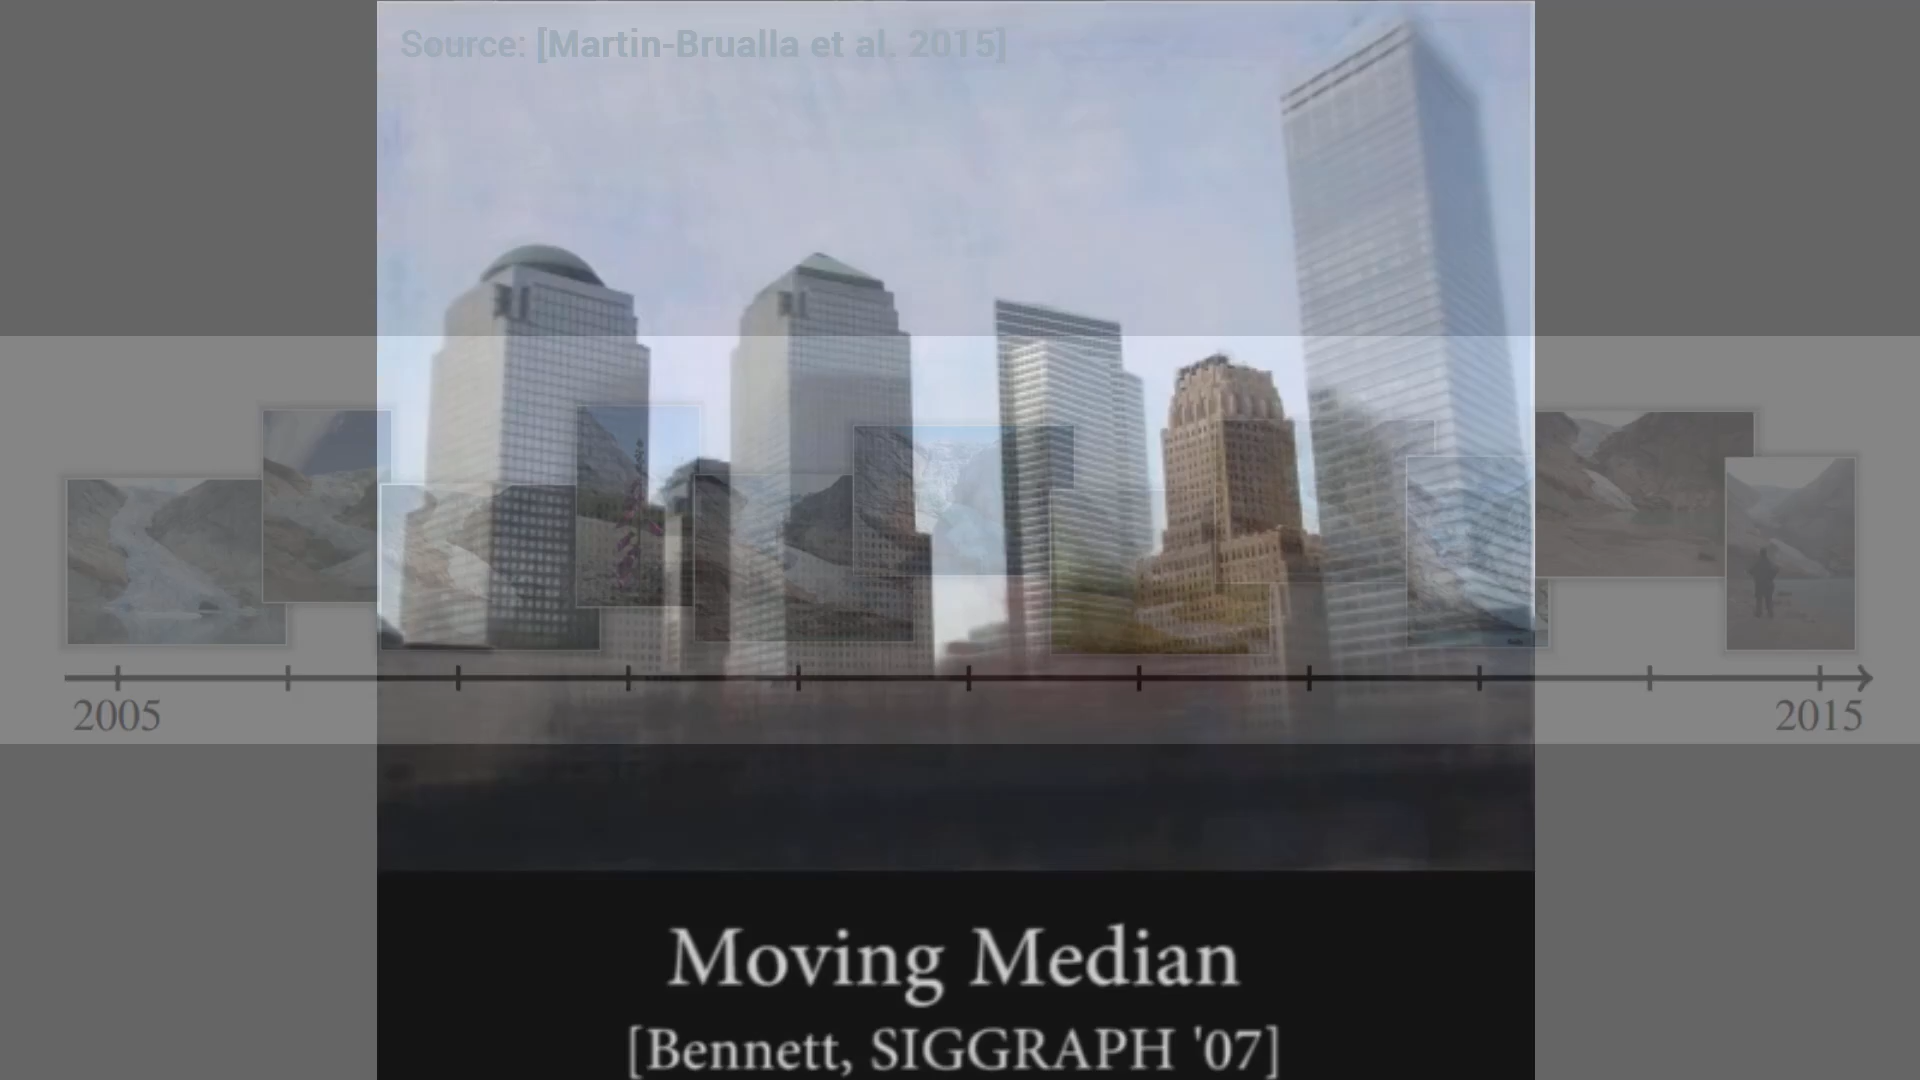 Source: [Martin-Brualla et al. 2015]
2005
2015
Moving Median
[Bennett, SIGGRAPH '07]